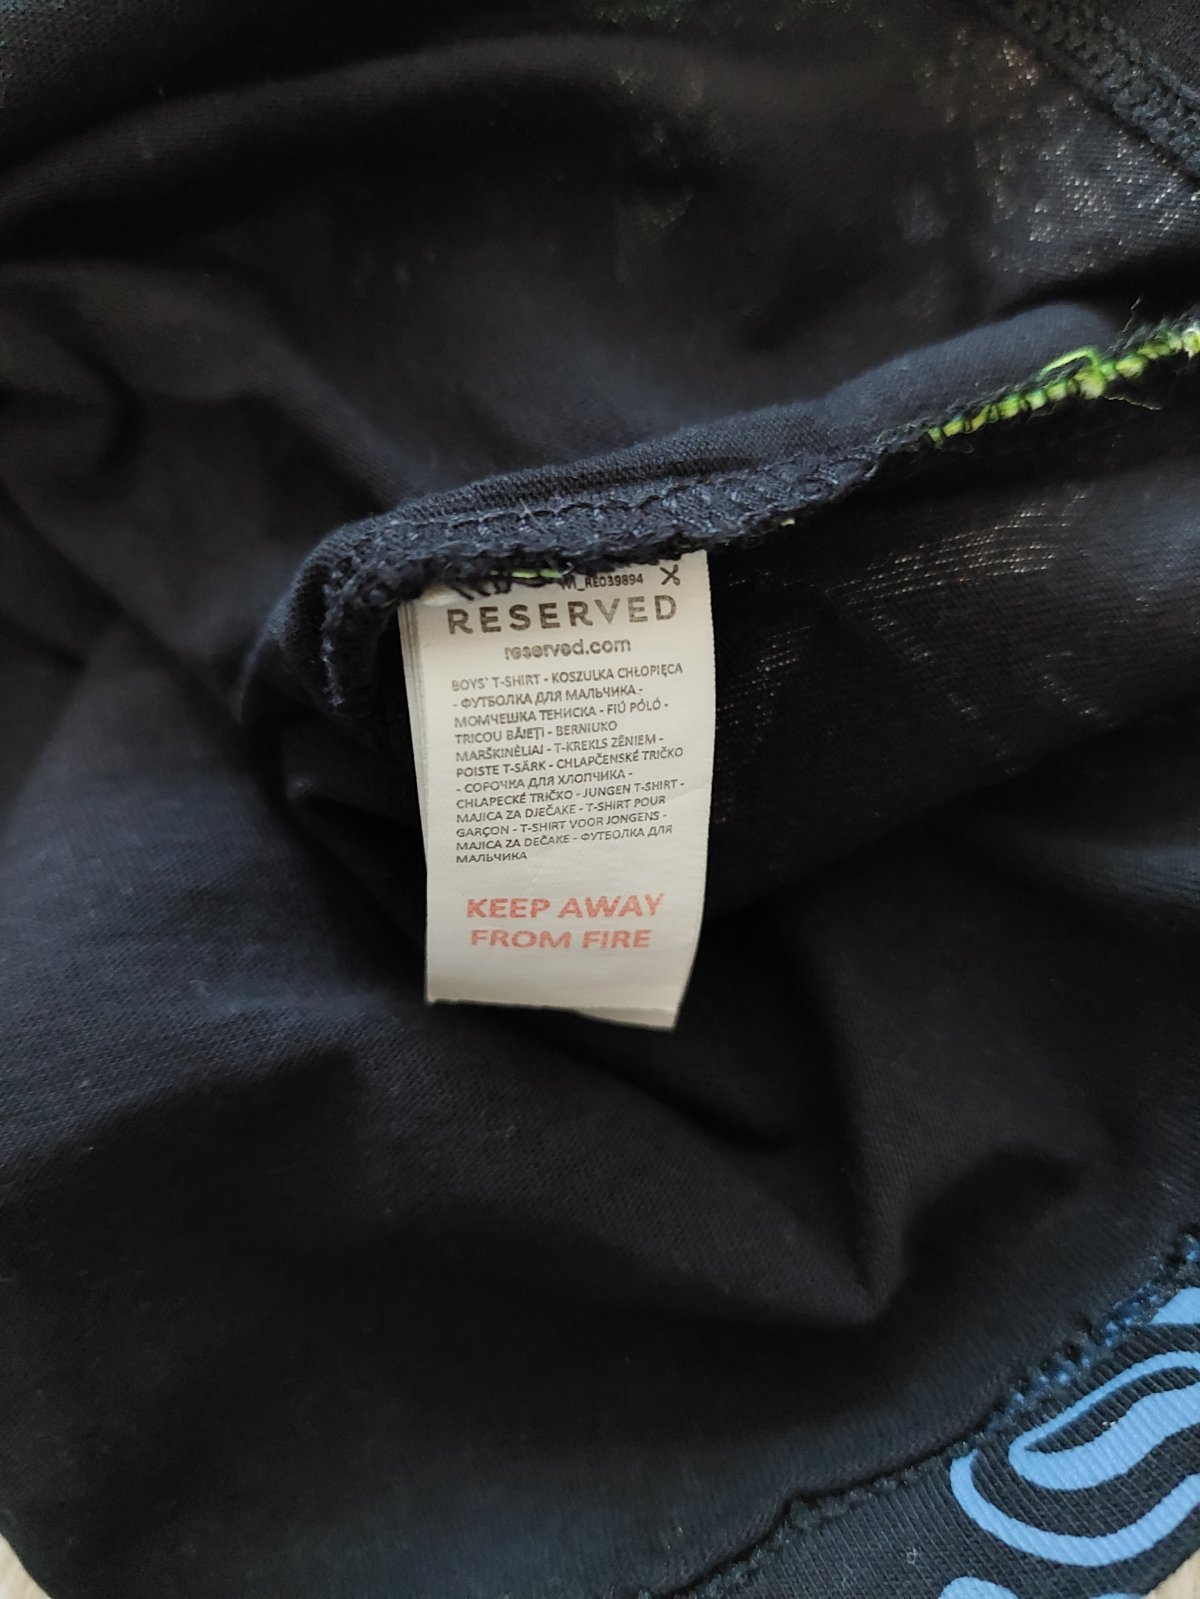 RE039894
RESERVED
reserved.com
BOYS' T-SHIRT - KOSZULKA CHŁOPIĘCA
- ФУТБОЛКА ДЛЯ МАЛЬЧИКА -
МОМЧЕШКА ТЕНИСКА - FIÚ PÓLÓ -
TRICOU BĂIEȚI - BERNIUKO
MARŠKINĖLIAI - T-KREKLS ZĒNIEM -
POISTE T-SÄRK - CHLAPČENSKÉ TRIČKO
- СОРОЧКА ДЛЯ ХЛОПЧИКА -
CHLAPECKÉ TRIČKO - JUNGEN T-SHIRT -
MAJICA ZA DJEČAKE - T-SHIRT POUR
GARÇON - T-SHIRT VOOR JONGENS -
MAJICA ZA DEČAKE - ФУТБОЛКА ДЛЯ
МАЛЬЧИКА
KEEP AWAY
FROM FIRE